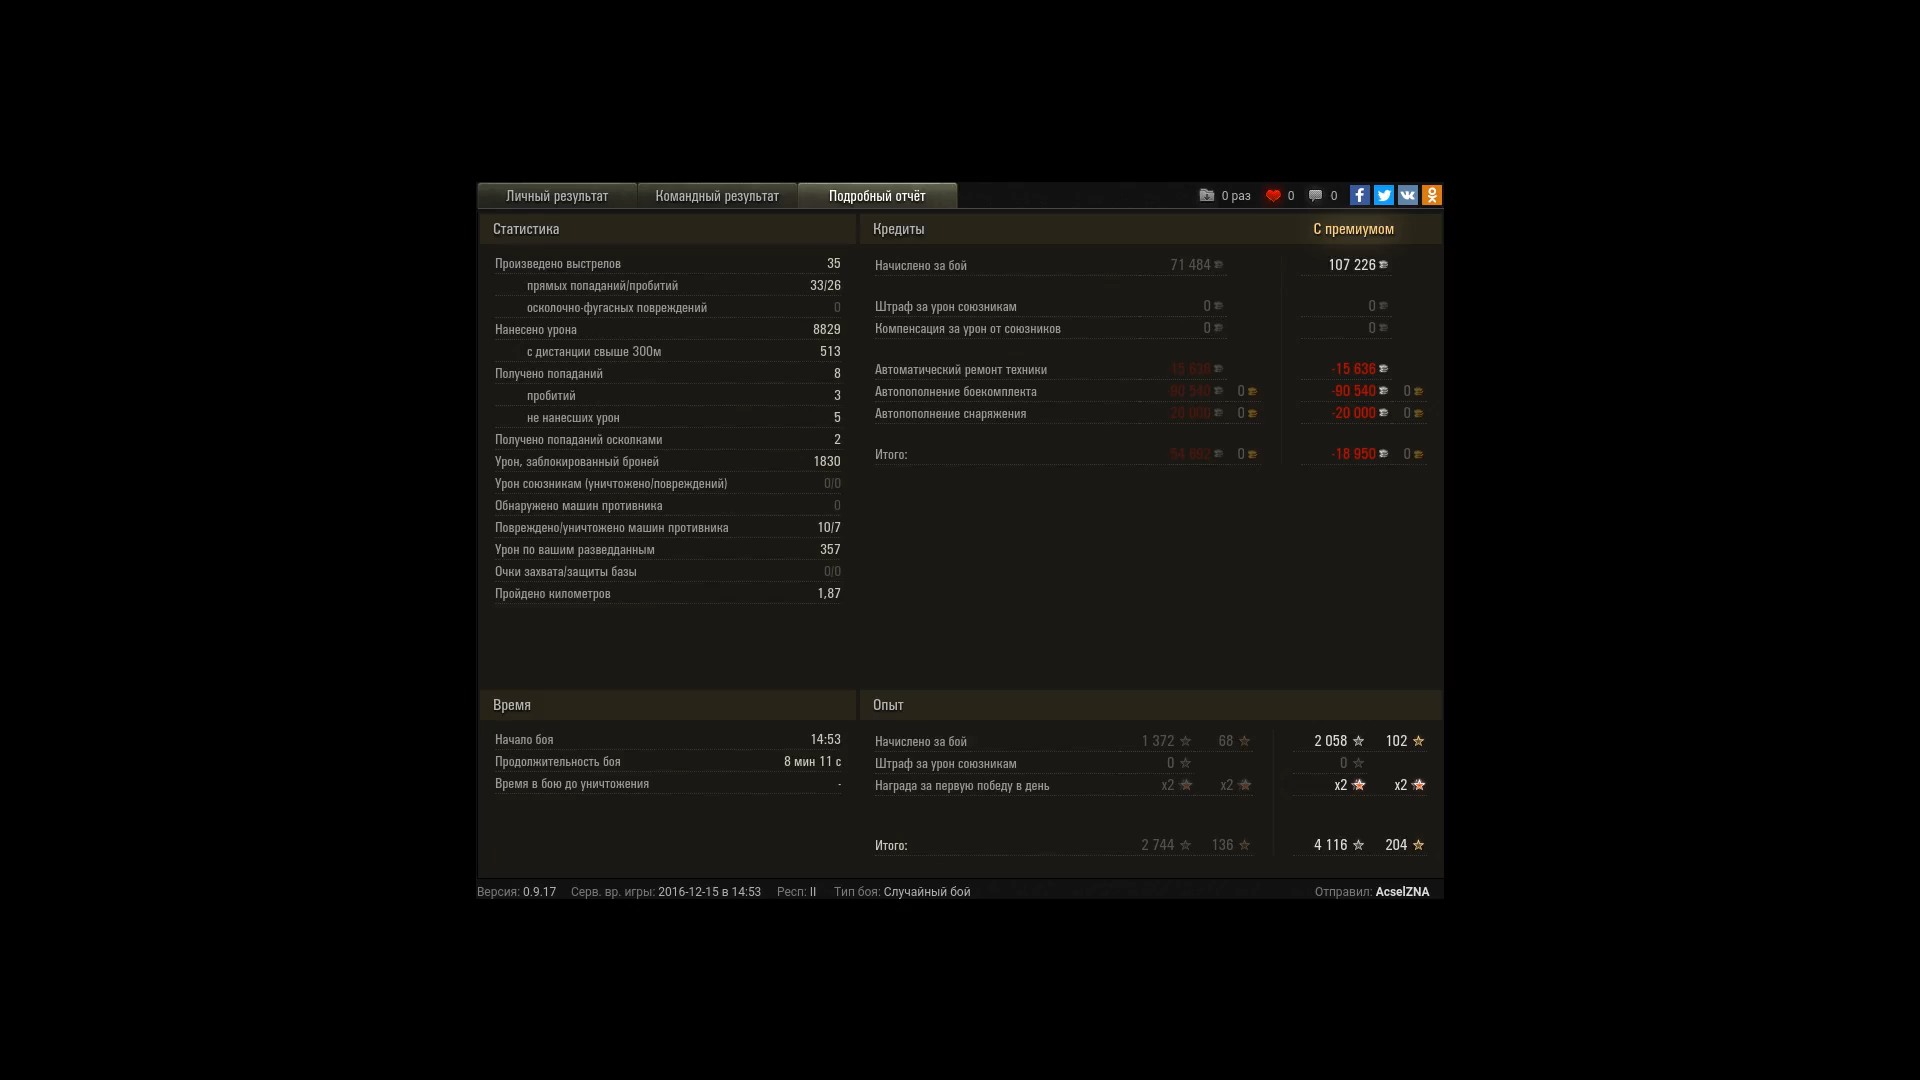 Личный результат Командный результат Подробный отчёт 0 раз 0 0
Статистика
Произведено выстрелов 35
прямых попаданий/пробитий 33/26
осколочно-фугасных повреждений 0
Нанесено урона 8829
с дистанции свыше 300м 513
Получено попаданий 8
пробитий 3
не нанесших урон 5
Получено попаданий осколками 2
Урон, заблокированный броней 1830
Урон союзникам (уничтожено/повреждений) 0/0
Обнаружено машин противника 0
Повреждено/уничтожено машин противника 10/7
Урон по вашим разведданным 357
Очки захвата/защиты базы 0/0
Пройдено километров 1,87
Кредиты С премиумом
Начислено за бой 71 484 107 226
Штраф за урон союзникам 0 0
Компенсация за урон от союзников 0 0
Автоматический ремонт техники -15 636 -15 636
Автопополнение боекомплекта -90 540 0 -90 540 0
Автопополнение снаряжения -20 000 0 -20 000 0
Итого: -54 692 0 -18 950 0
Время
Начало боя 14:53
Продолжительность боя 8 мин 11 с
Время в бою до уничтожения -
Опыт
Начислено за бой 1 372 68 2 058 102
Штраф за урон союзникам 0 0
Награда за первую победу в день x2 x2 x2 x2
Итого: 2 744 136 4 116 204
Версия: 0.9.17 Серв. вр. игры: 2016-12-15 в 14:53 Респ: II Тип боя: Случайный бой Отправил: AcselZNA